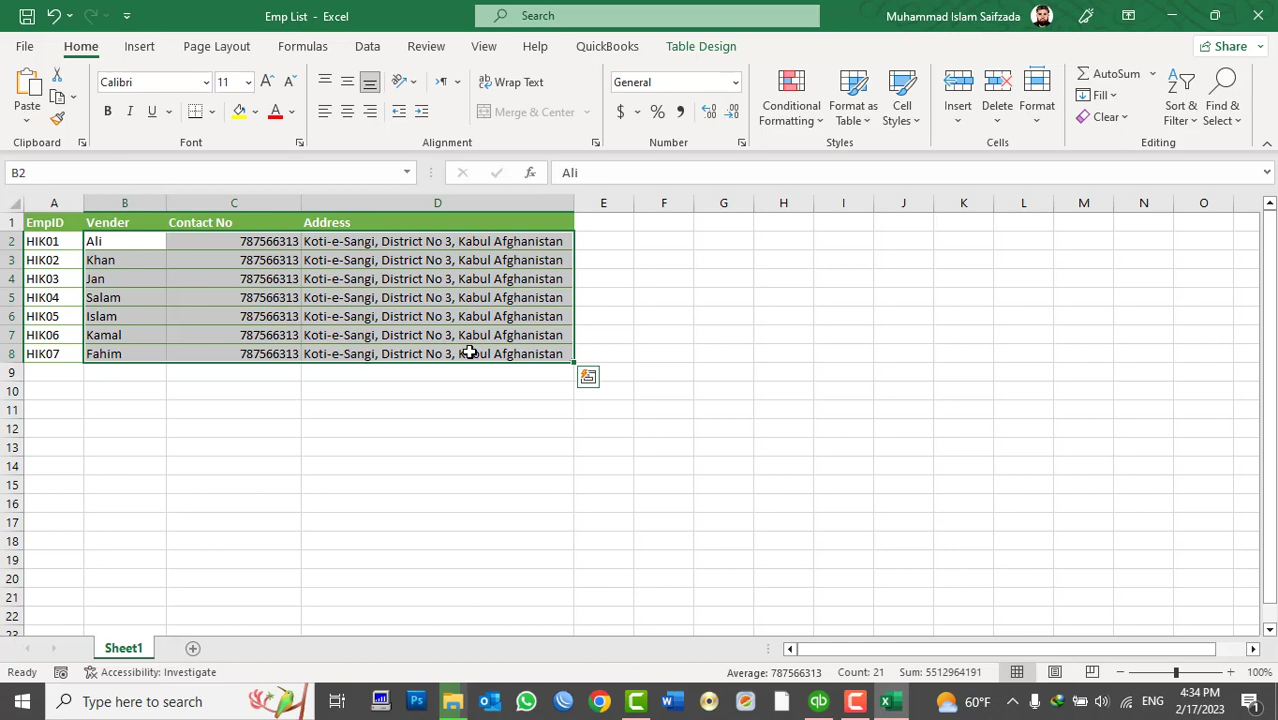 Emp List - Excel
Search
Muhammad Islam Saifzada
File Home Insert Page Layout Formulas Data Review View Help QuickBooks Table Design Share
Paste
Calibri 11
B I U
Wrap Text
Merge & Center
General
$ %
Conditional Formatting
Format as Table
Cell Styles
Insert
Delete
Format
AutoSum
Fill
Clear
Sort & Filter
Find & Select
Clipboard Font Alignment Number Styles Cells Editing
B2 fx Ali
A B C D E F G H I J K L M N O
1 EmpID Vender Contact No Address
2 HIK01 Ali 787566313 Koti-e-Sangi, District No 3, Kabul Afghanistan
3 HIK02 Khan 787566313 Koti-e-Sangi, District No 3, Kabul Afghanistan
4 HIK03 Jan 787566313 Koti-e-Sangi, District No 3, Kabul Afghanistan
5 HIK04 Salam 787566313 Koti-e-Sangi, District No 3, Kabul Afghanistan
6 HIK05 Islam 787566313 Koti-e-Sangi, District No 3, Kabul Afghanistan
7 HIK06 Kamal 787566313 Koti-e-Sangi, District No 3, Kabul Afghanistan
8 HIK07 Fahim 787566313 Koti-e-Sangi, District No 3, Kabul Afghanistan
9
10
11
12
13
14
15
16
17
18
19
20
21
22
23
Sheet1
Ready Accessibility: Investigate Average: 787566313 Count: 21 Sum: 5512964191 100%
Type here to search
60°F
ENG
4:34 PM
2/17/2023